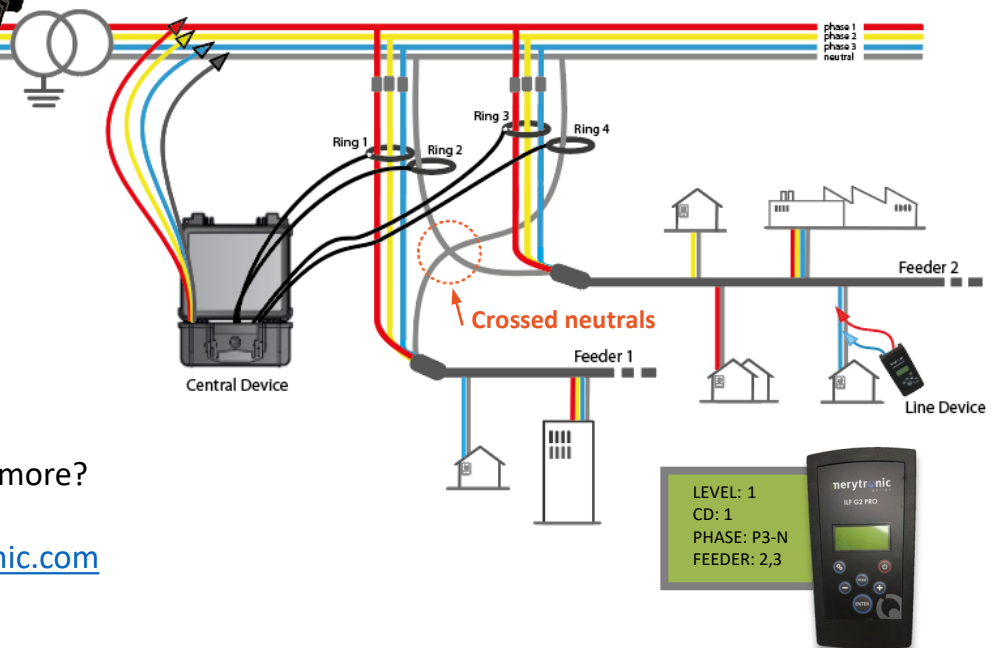 phase 1
phase 2
phase 3
neutral
Ring 1
Ring 2
Ring 3
Ring 4
Crossed neutrals
Feeder 2
Feeder 1
Central Device
Line Device
more?
nic.com
LEVEL: 1
CD: 1
PHASE: P3-N
FEEDER: 2,3
merytronic
ILF G2 PRO
ENTER